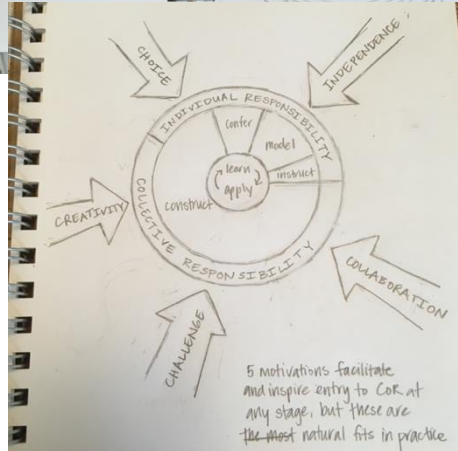 CHOICE
INDEPENDENCE
INDIVIDUAL RESPONSIBILITY
confer
model
instruct
learn
apply
construct
CREATIVITY
COLLECTIVE RESPONSIBILITY
COLLABORATION
CHALLENGE
5 motivations facilitate
and inspire entry to CoR at
any stage, but these are
the most natural fits in practice